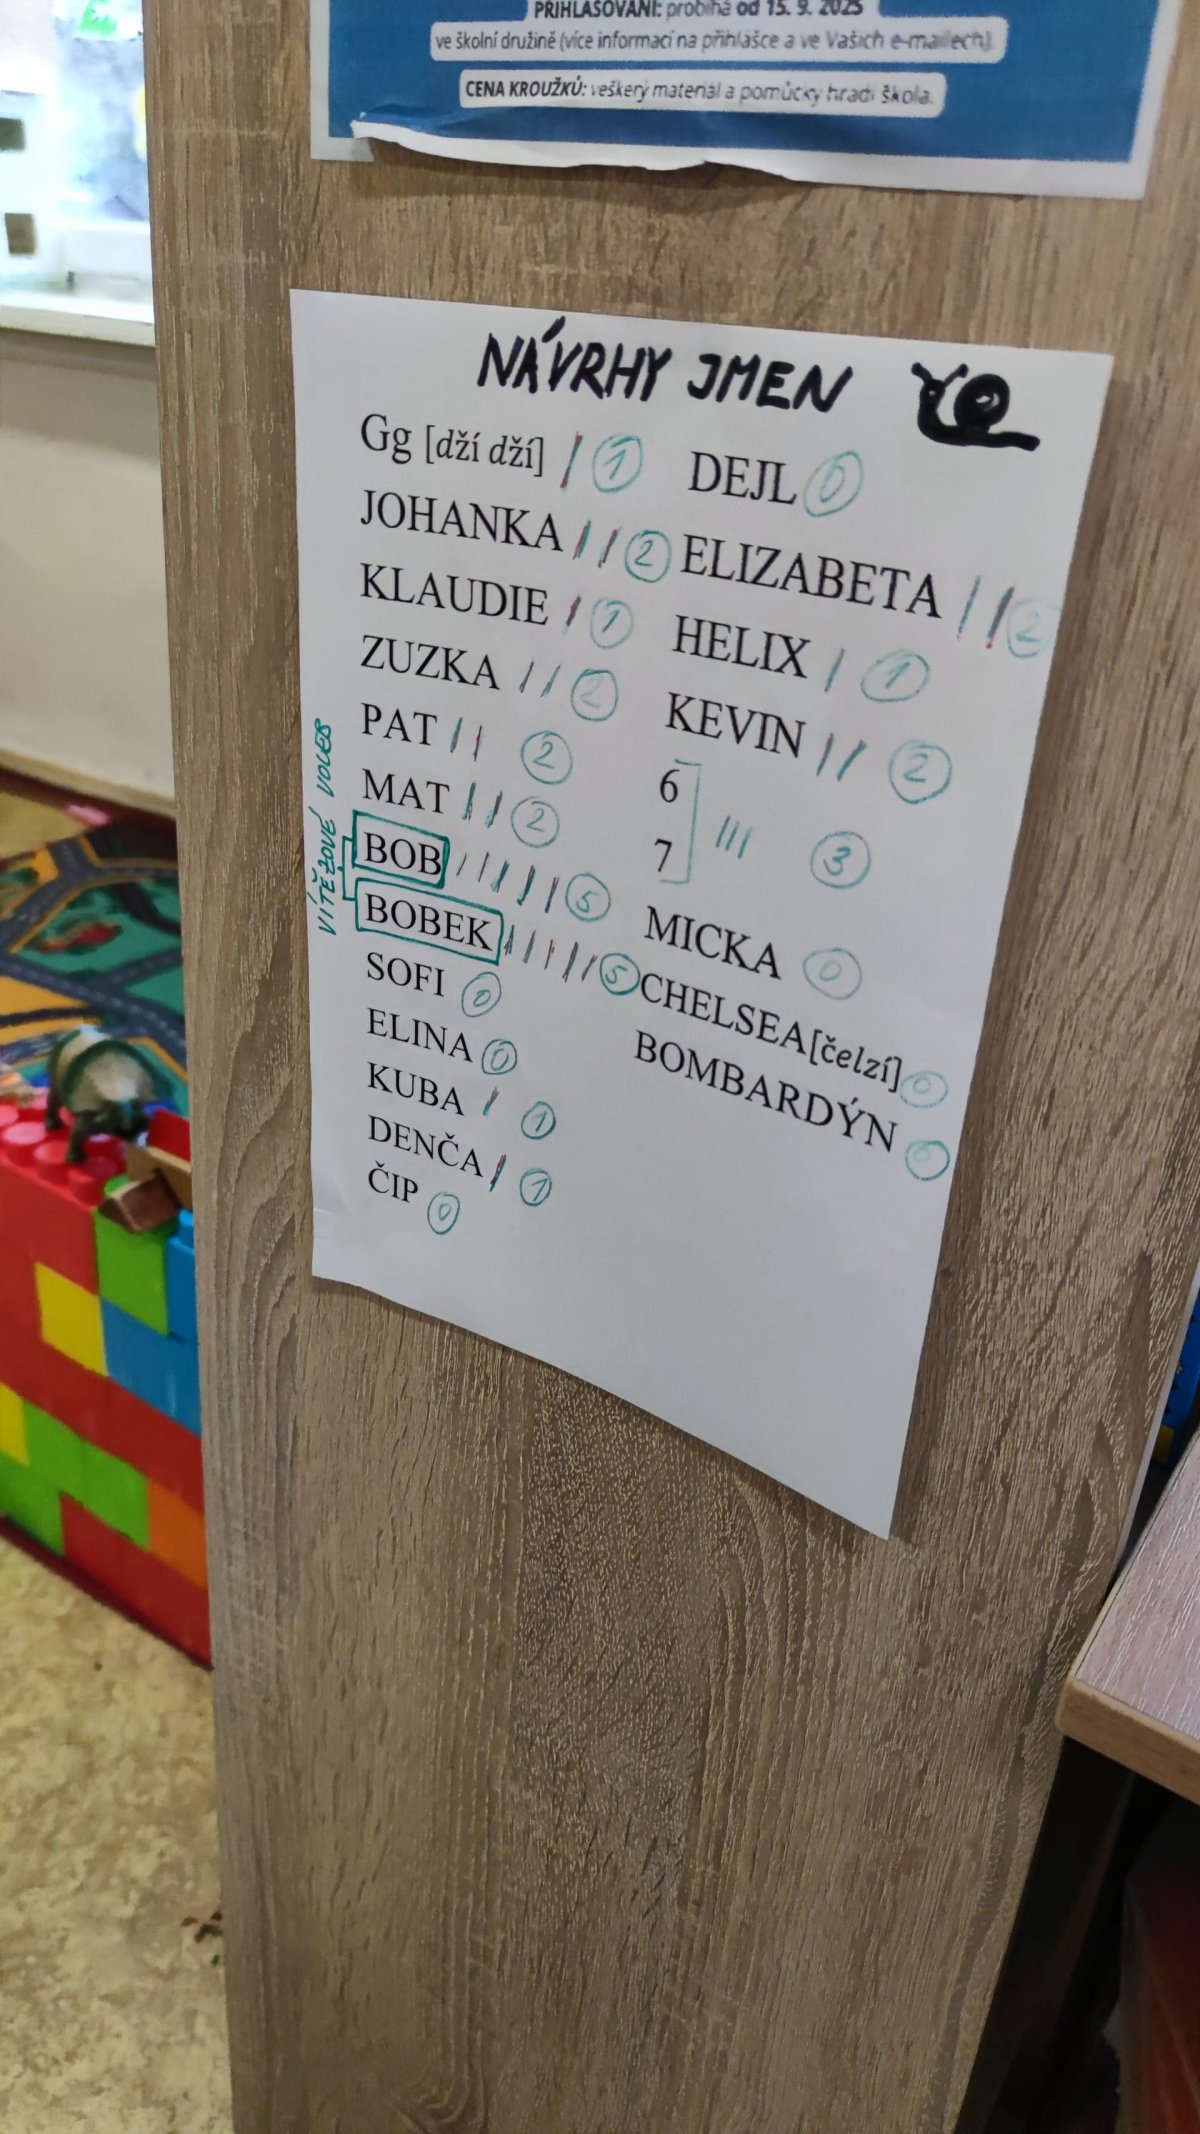 PŘIHLAŠOVÁNÍ: probíhá od 15. 9. 2025
ve školní družině (více informací na přihlášce a ve Vašich e-mailech).
CENA KROUŽKŮ: veškerý materiál a pomůcky hradí škola.
NÁVRHY JMEN
Gg [dží dží] 1
JOHANKA 2
KLAUDIE 1
ZUZKA 2
PAT 2
MAT 2
BOB 5
BOBEK 5
SOFI 0
ELINA 0
KUBA 1
DENČA 1
ČIP 0
VÍTĚZOVÉ VOLEB
DEJL 0
ELIZABETA 2
HELIX 1
KEVIN 2
6
7
3
MICKA 0
CHELSEA[čelzí] 0
BOMBARDÝN 0